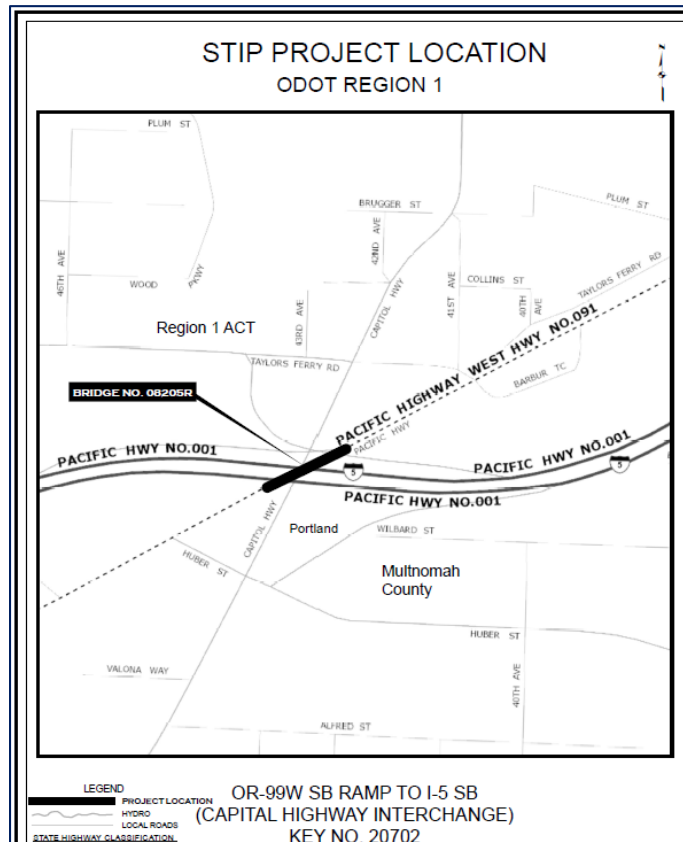 STIP PROJECT LOCATION
ODOT REGION 1
PLUM ST
BRUGGER ST
PLUM ST
46TH AVE
42ND AVE
WOOD
PKWY
CAPITOL HWY
41ST AVE
COLLINS ST
40TH AVE
TAYLORS FERRY RD
43RD AVE
Region 1 ACT
TAYLORS FERRY RD
PACIFIC HIGHWAY WEST HWY NO.091
BARBUR TC
BRIDGE NO. 08205R
PACIFIC HWY
PACIFIC HWY NO.001
5
PACIFIC HWY NO.001
5
PACIFIC HWY NO.001
CAPITOL HWY
Portland
WILBARD ST
HUBER ST
Multnomah
County
HUBER ST
VALONA WAY
40TH AVE
ALFRED ST
LEGEND
PROJECT LOCATION
HYDRO
LOCAL ROADS
STATE HIGHWAY CLASSIFICATION
OR-99W SB RAMP TO I-5 SB
(CAPITAL HIGHWAY INTERCHANGE)
KEY NO. 20702